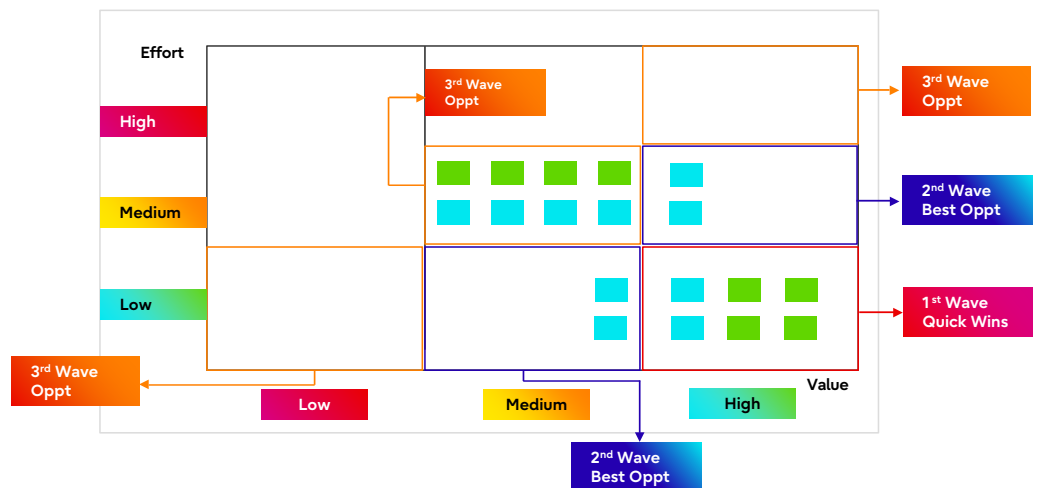 Effort
3rd Wave
Oppt
3rd Wave
Oppt
High
2nd Wave
Best Oppt
Medium
Low
1st Wave
Quick Wins
3rd Wave
Oppt
Value
Low
Medium
High
2nd Wave
Best Oppt